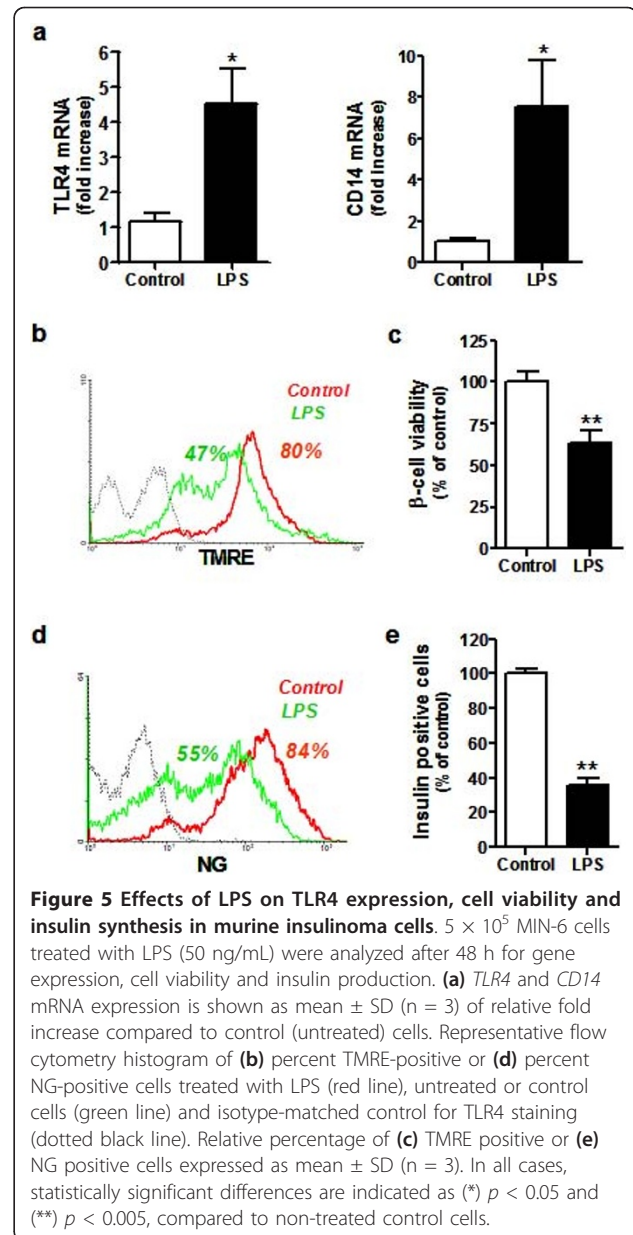 a
6
5
4
3
2
1
0
TLR4 mRNA
(fold increase)
*
Control LPS
10
8
6
4
2
0
CD14 mRNA
(fold increase)
*
Control LPS
b
Control
LPS
47% 80%
TMRE
c
125
100
75
50
25
0
β-cell viability
(% of control)
**
Control LPS
d
Control
LPS
55% 84%
NG
e
120
100
80
60
40
20
0
Insulin positive cells
(% of control)
**
Control LPS
Figure 5 Effects of LPS on TLR4 expression, cell viability and
insulin synthesis in murine insulinoma cells. 5 × 10⁵ MIN-6 cells
treated with LPS (50 ng/mL) were analyzed after 48 h for gene
expression, cell viability and insulin production. (a) TLR4 and CD14
mRNA expression is shown as mean ± SD (n = 3) of relative fold
increase compared to control (untreated) cells. Representative flow
cytometry histogram of (b) percent TMRE-positive or (d) percent
NG-positive cells treated with LPS (red line), untreated or control
cells (green line) and isotype-matched control for TLR4 staining
(dotted black line). Relative percentage of (c) TMRE positive or (e)
NG positive cells expressed as mean ± SD (n = 3). In all cases,
statistically significant differences are indicated as (*) p < 0.05 and
(**) p < 0.005, compared to non-treated control cells.